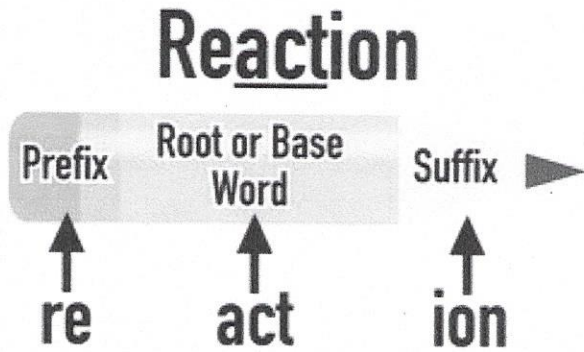 Reaction
Prefix Root or Base Word Suffix
re act ion